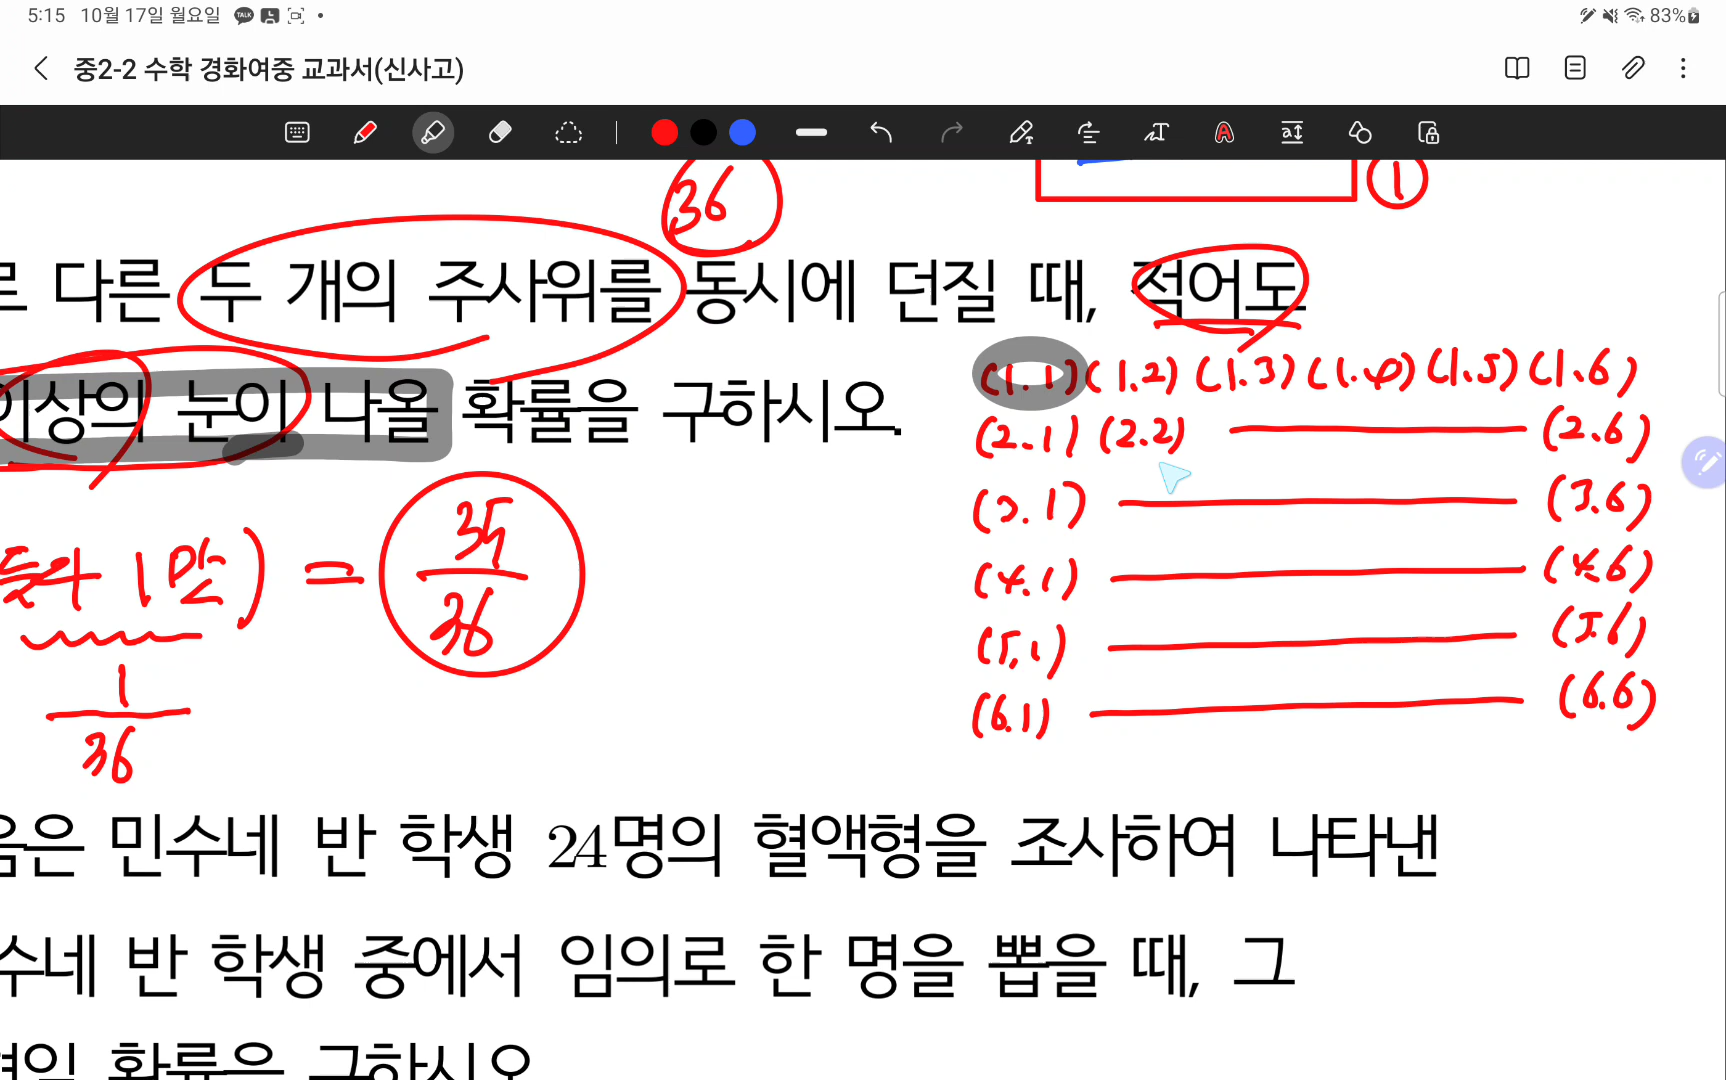 5:15 10월 17일 월요일 TALK 83%
중2-2 수학 경화여중 교과서(신사고)
36 ①
다른 두 개의 주사위를 동시에 던질 때, 적어도
이상의 눈이 나올 확률을 구하시오.
(1.1) (1.2) (1.3) (1.4) (1.5) (1.6)
(2.1) (2.2) (2.6)
(3.1) (3.6)
(4.1) (4.6)
(5,1) (5.6)
(6.1) (6.6)
1만) = 35/36
1/36
민수네 반 학생 24명의 혈액형을 조사하여 나타낸
수네 반 학생 중에서 임의로 한 명을 뽑을 때, 그
확률을 구하시오